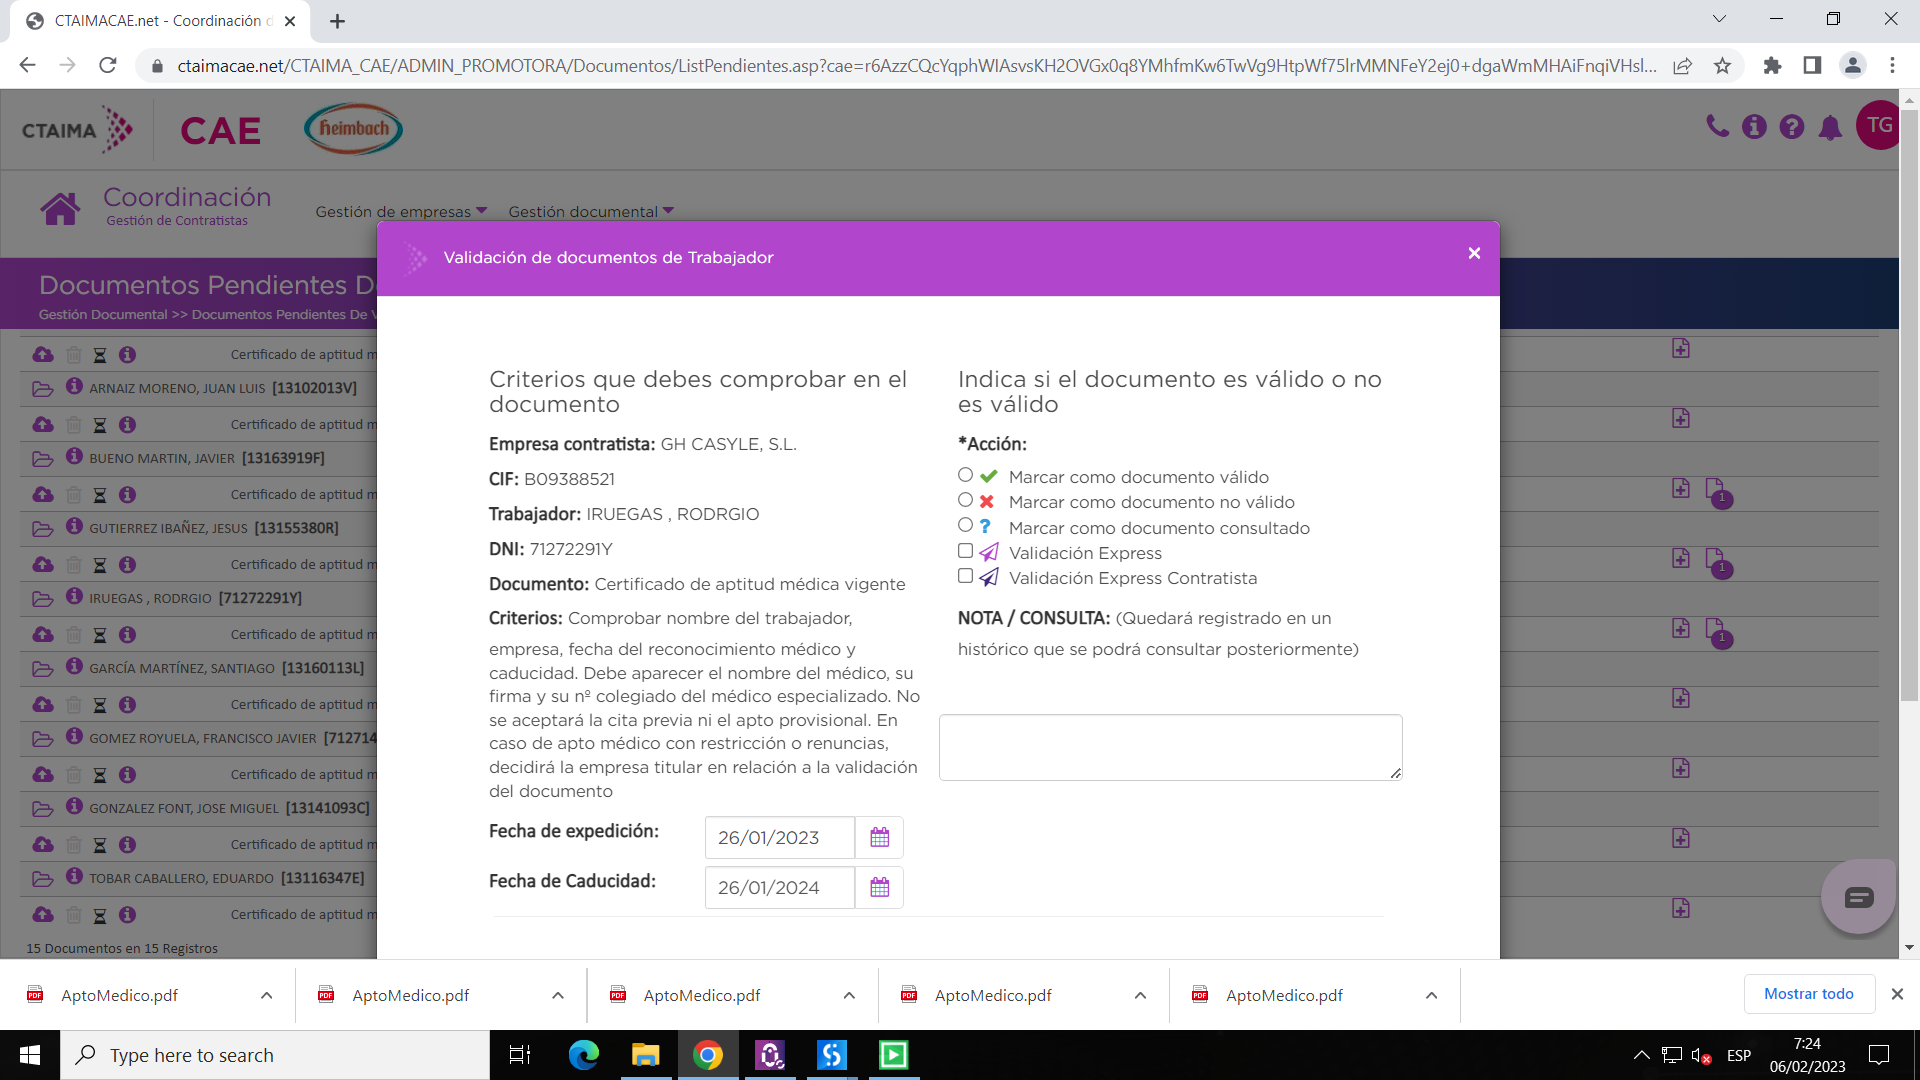 CTAIMACAE.net - Coordinación d
ctaimacae.net/CTAIMA_CAE/ADMIN_PROMOTORA/Documentos/ListPendientes.asp?cae=r6AzzCQcYqphWIAsvsKH2OVGx0q8YMhfmKw6TwVg9HtpWf75lrMMNFeY2ej0+dgaWmMHAiFnqiVHsl...
CTAIMA CAE heimbach
TG
Coordinación
Gestión de Contratistas
Gestión de empresas Gestión documental
Validación de documentos de Trabajador
Documentos Pendientes D
Gestión Documental >> Documentos Pendientes De V
Certificado de aptitud m
ARNAIZ MORENO, JUAN LUIS [13102013V]
Certificado de aptitud m
BUENO MARTIN, JAVIER [13163919F]
Certificado de aptitud m
1
GUTIERREZ IBAÑEZ, JESUS [13155380R]
Certificado de aptitud m
1
IRUEGAS , RODRGIO [71272291Y]
Certificado de aptitud m
1
GARCÍA MARTÍNEZ, SANTIAGO [13160113L]
Certificado de aptitud m
GOMEZ ROYUELA, FRANCISCO JAVIER [712714
Certificado de aptitud m
GONZALEZ FONT, JOSE MIGUEL [13141093C]
Certificado de aptitud m
TOBAR CABALLERO, EDUARDO [13116347E]
Certificado de aptitud m
15 Documentos en 15 Registros
Criterios que debes comprobar en el
documento
Empresa contratista: GH CASYLE, S.L.
CIF: B09388521
Trabajador: IRUEGAS , RODRGIO
DNI: 71272291Y
Documento: Certificado de aptitud médica vigente
Criterios: Comprobar nombre del trabajador,
empresa, fecha del reconocimiento médico y
caducidad. Debe aparecer el nombre del médico, su
firma y su nº colegiado del médico especializado. No
se aceptará la cita previa ni el apto provisional. En
caso de apto médico con restricción o renuncias,
decidirá la empresa titular en relación a la validación
del documento
Fecha de expedición: 26/01/2023
Fecha de Caducidad: 26/01/2024
Indica si el documento es válido o no
es válido
*Acción:
Marcar como documento válido
Marcar como documento no válido
Marcar como documento consultado
Validación Express
Validación Express Contratista
NOTA / CONSULTA: (Quedará registrado en un
histórico que se podrá consultar posteriormente)
AptoMedico.pdf AptoMedico.pdf AptoMedico.pdf AptoMedico.pdf AptoMedico.pdf Mostrar todo
Type here to search
ESP
7:24
06/02/2023